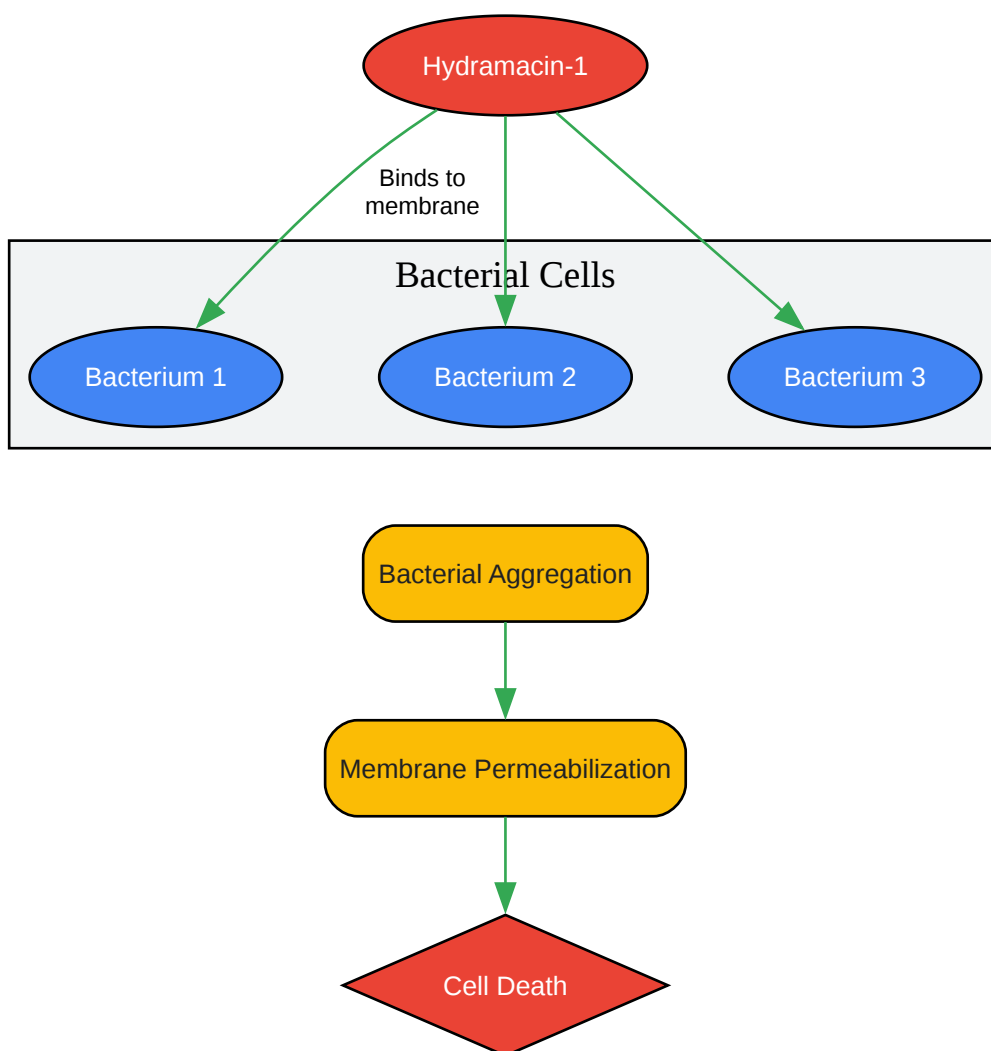 Hydramacin-1
Binds to
membrane
Bacterial Cells
Bacterium 1
Bacterium 2
Bacterium 3
Bacterial Aggregation
Membrane Permeabilization
Cell Death